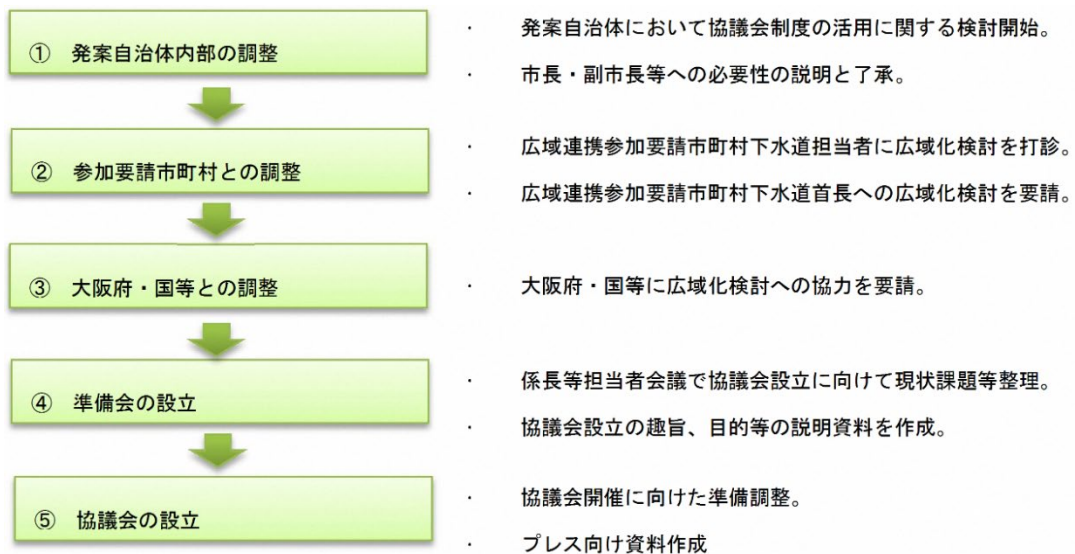 ① 発案自治体内部の調整
・ 発案自治体において協議会制度の活用に関する検討開始。
・ 市長・副市長等への必要性の説明と了承。
② 参加要請市町村との調整
・ 広域連携参加要請市町村下水道担当者に広域化検討を打診。
・ 広域連携参加要請市町村下水道首長への広域化検討を要請。
③ 大阪府・国等との調整
・ 大阪府・国等に広域化検討への協力を要請。
④ 準備会の設立
・ 係長等担当者会議で協議会設立に向けて現状課題等整理。
・ 協議会設立の趣旨、目的等の説明資料を作成。
⑤ 協議会の設立
・ 協議会開催に向けた準備調整。
・ プレス向け資料作成